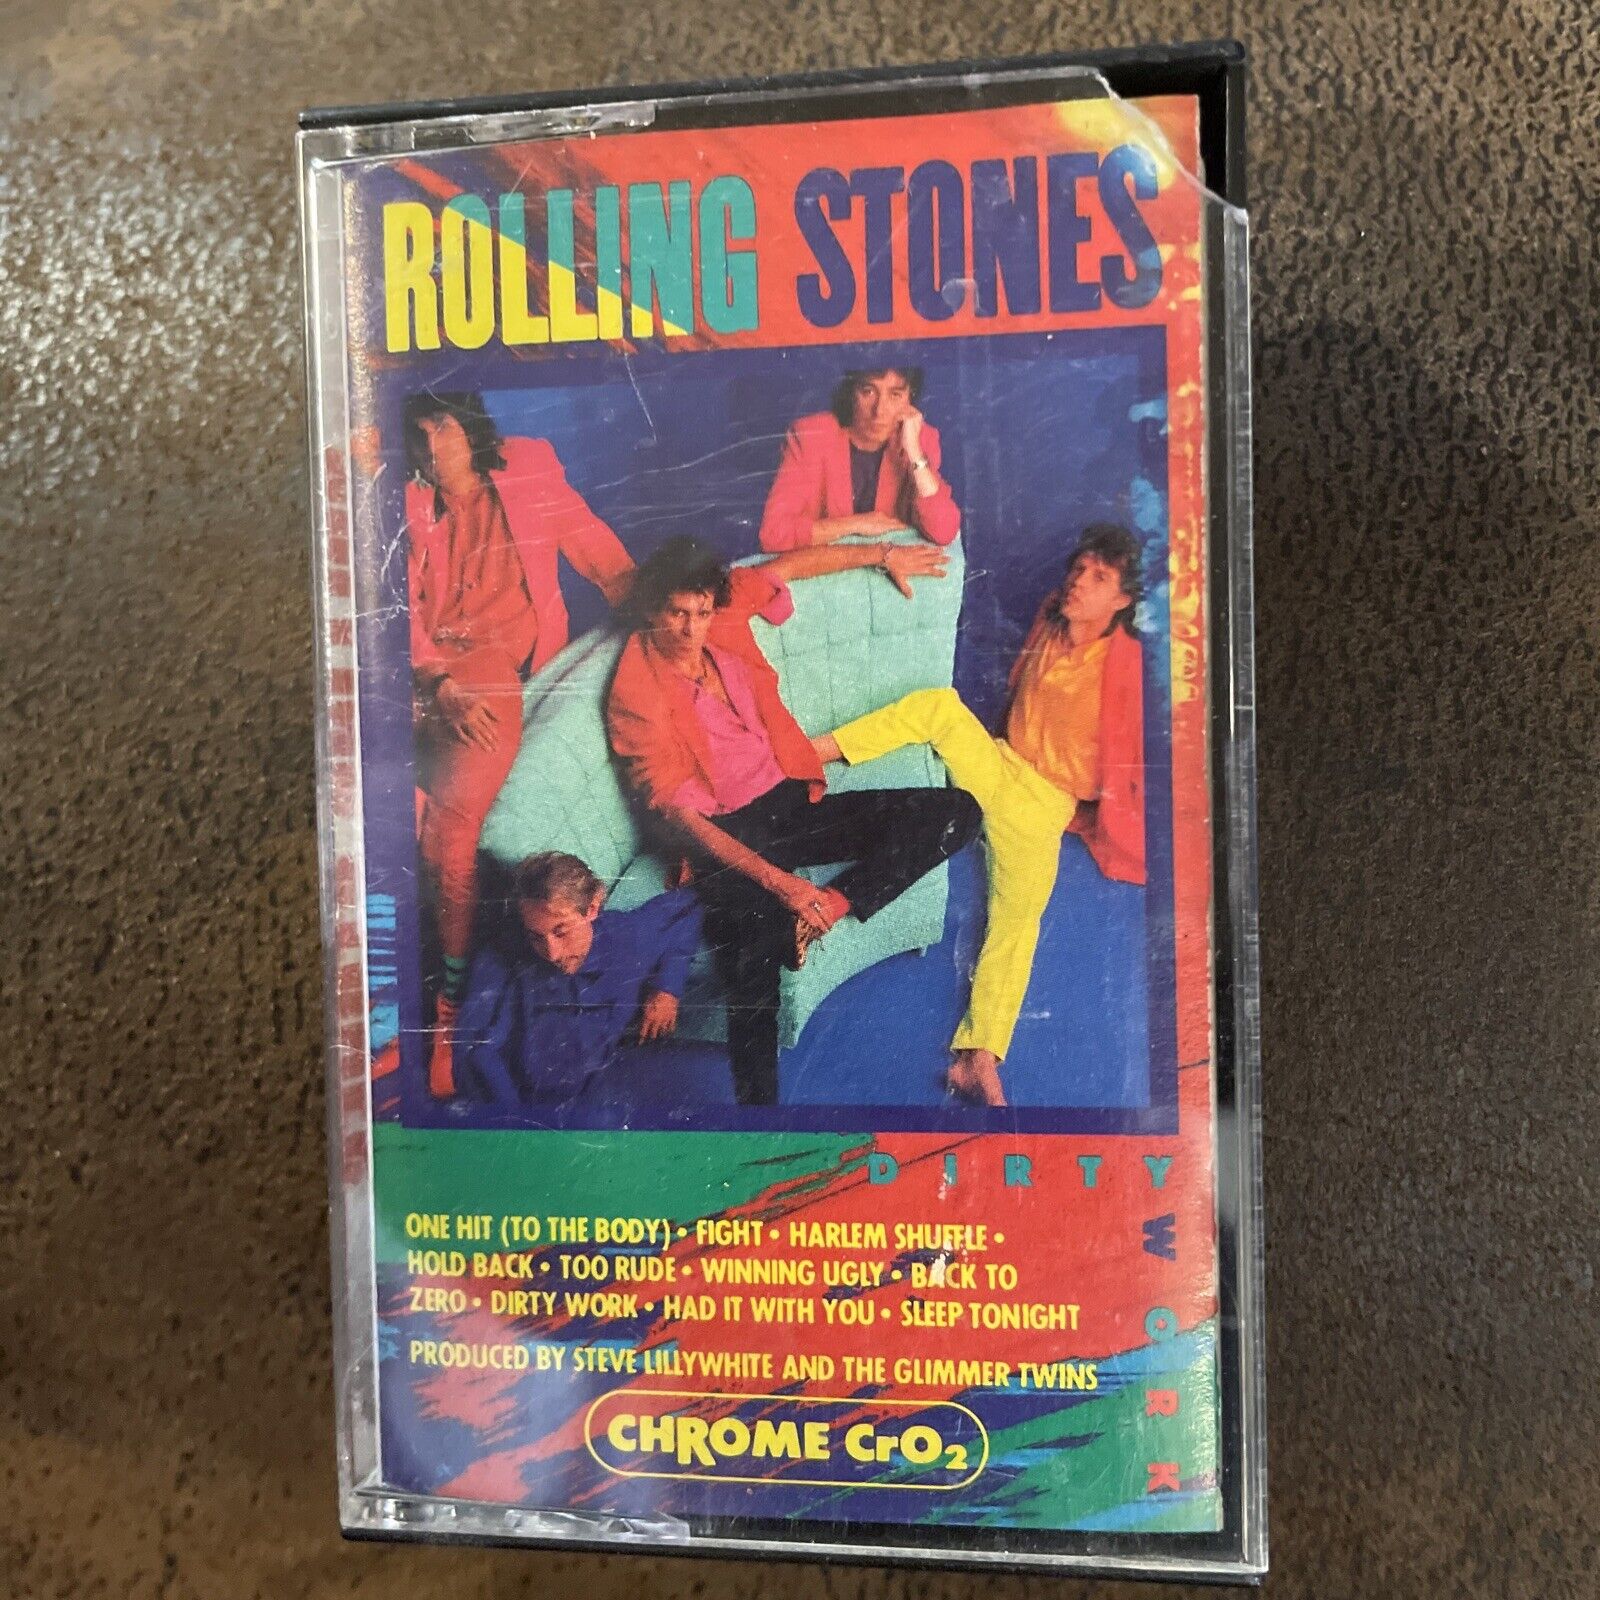 ROLLING STONES
DIRTY
WORK
ONE HIT (TO THE BODY) • FIGHT • HARLEM SHUFFLE •
HOLD BACK • TOO RUDE • WINNING UGLY • BACK TO
ZERO • DIRTY WORK • HAD IT WITH YOU • SLEEP TONIGHT
PRODUCED BY STEVE LILLYWHITE AND THE GLIMMER TWINS
CHROME CrO₂